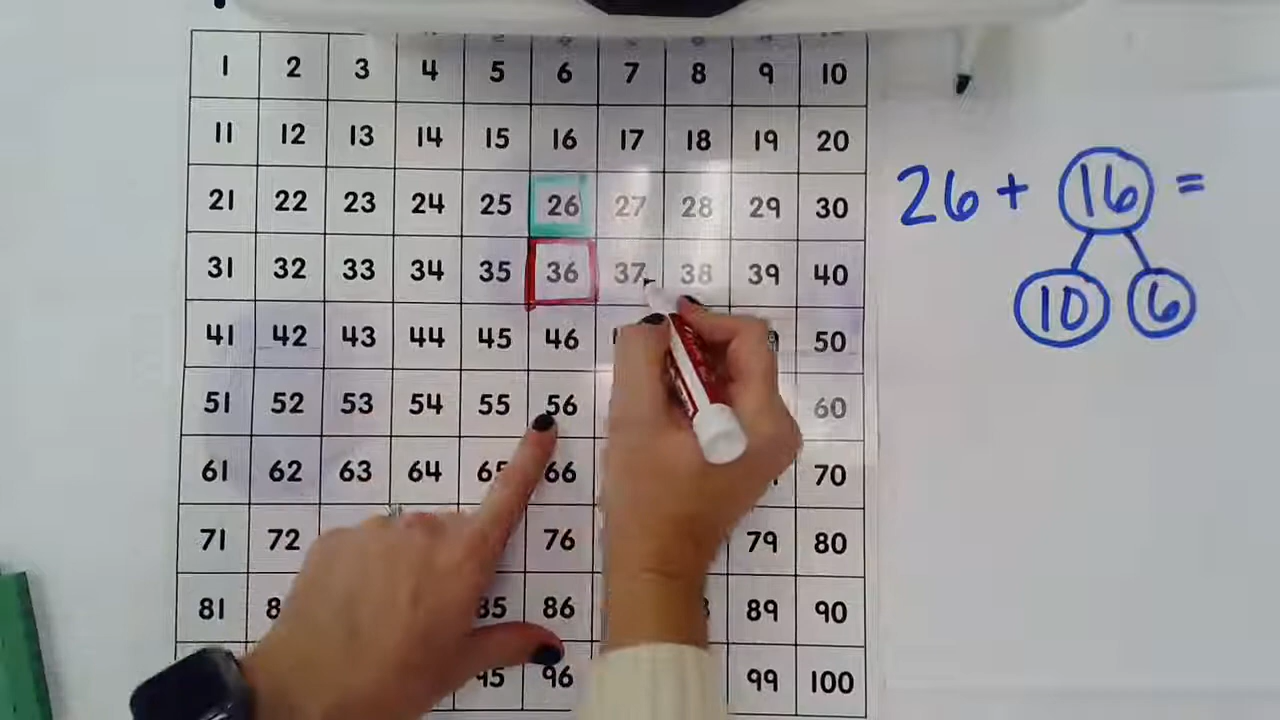 1 2 3 4 5 6 7 8 9 10
11 12 13 14 15 16 17 18 19 20
21 22 23 24 25 26 27 28 29 30
31 32 33 34 35 36 37 38 39 40
41 42 43 44 45 46 50
51 52 53 54 55 56 60
61 62 63 64 65 66 70
71 72 76 79 80
81 85 86 89 90
95 96 99 100
26 + 16 =
10 6